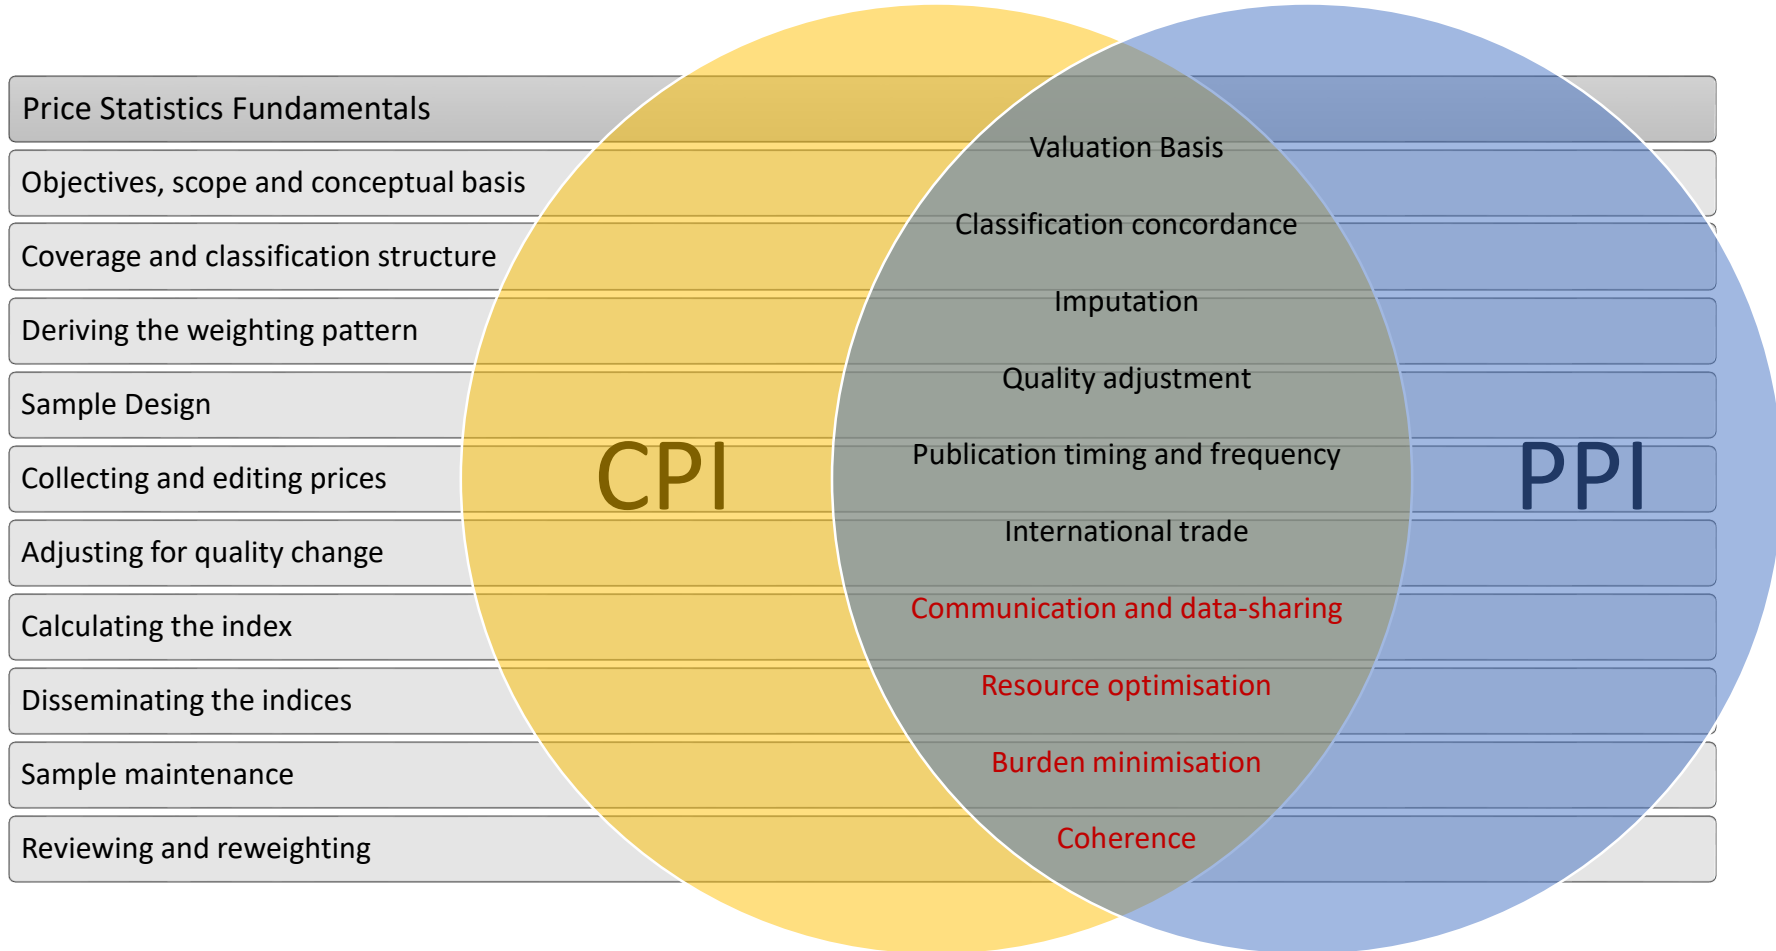 Price Statistics Fundamentals
Objectives, scope and conceptual basis
Coverage and classification structure
Deriving the weighting pattern
Sample Design
Collecting and editing prices
Adjusting for quality change
Calculating the index
Disseminating the indices
Sample maintenance
Reviewing and reweighting
CPI
Valuation Basis
Classification concordance
Imputation
Quality adjustment
Publication timing and frequency
International trade
Communication and data-sharing
Resource optimisation
Burden minimisation
Coherence
PPI